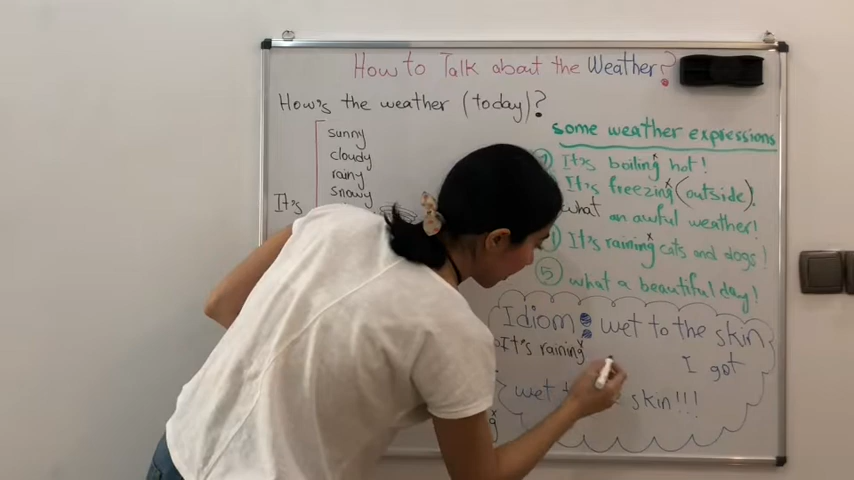 How to Talk about the Weather?
How's the weather (today)?
sunny
cloudy
rainy
snowy
It's
some weather expressions
It's boiling hot!
It's freezing (outside)!
what an awful weather!
It's raining cats and dogs!
5 what a beautiful day!
Idiom: wet to the skin
It's raining
I got
wet skin!!!